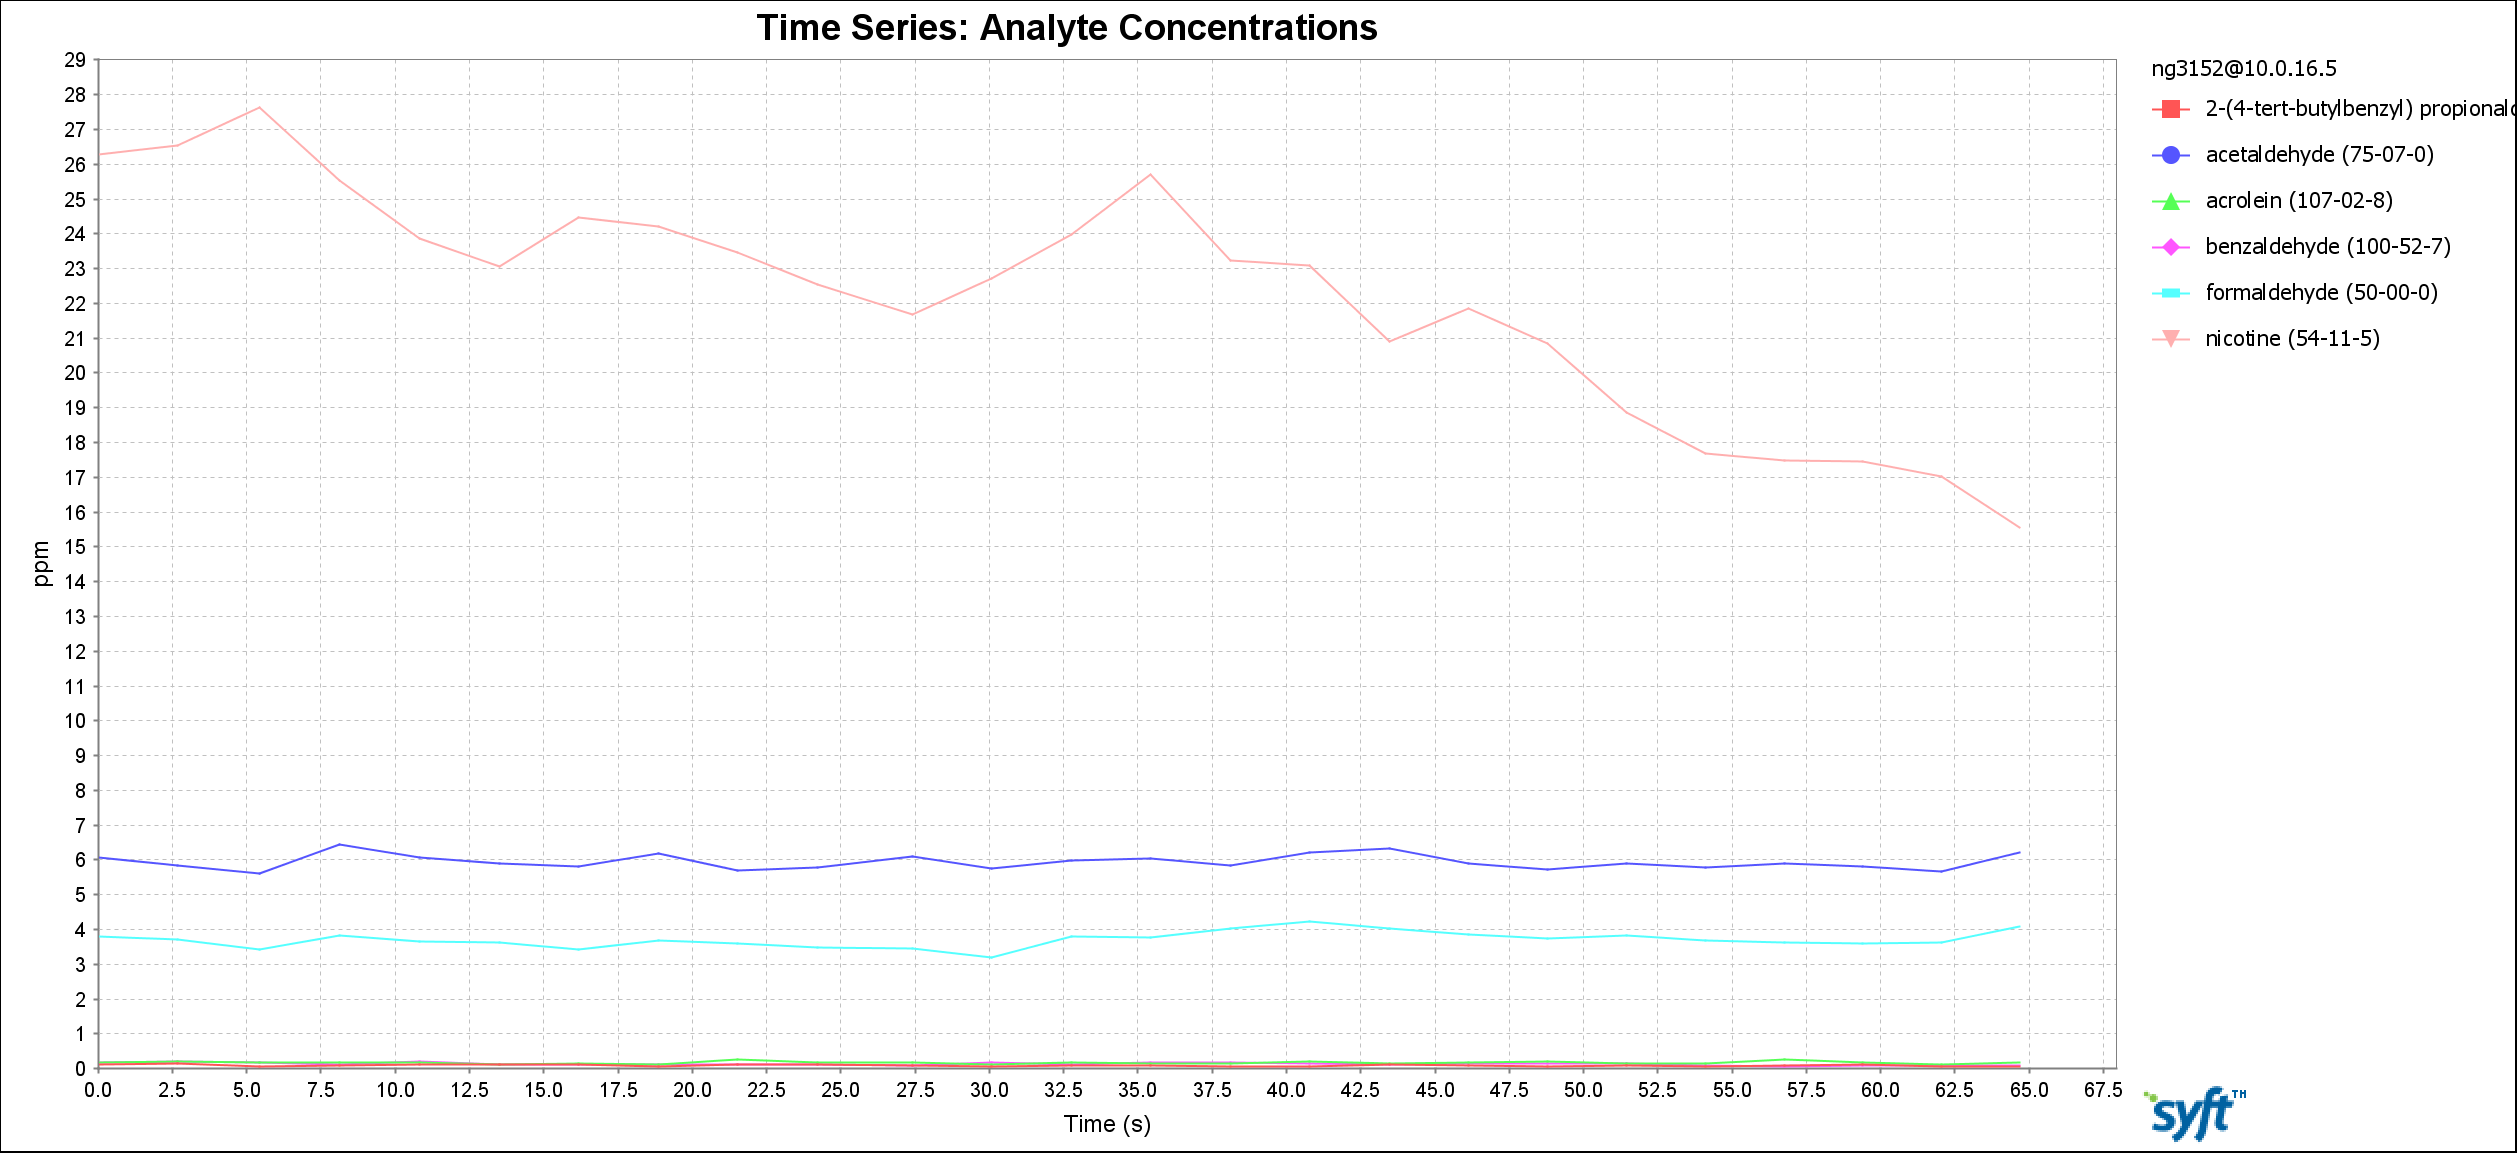 Time Series: Analyte Concentrations
29
28
27
26
25
24
23
22
21
20
19
18
17
16
15
14
13
12
11
10
9
8
7
6
5
4
3
2
1
0
ppm
0.0 2.5 5.0 7.5 10.0 12.5 15.0 17.5 20.0 22.5 25.0 27.5 30.0 32.5 35.0 37.5 40.0 42.5 45.0 47.5 50.0 52.5 55.0 57.5 60.0 62.5 65.0 67.5
Time (s)
ng3152@10.0.16.5
2-(4-tert-butylbenzyl)
acetaldehyde (75-07-0)
acrolein (107-02-8)
benzaldehyde (100-52-7)
formaldehyde (50-00-0)
nicotine (54-11-5)
syft™